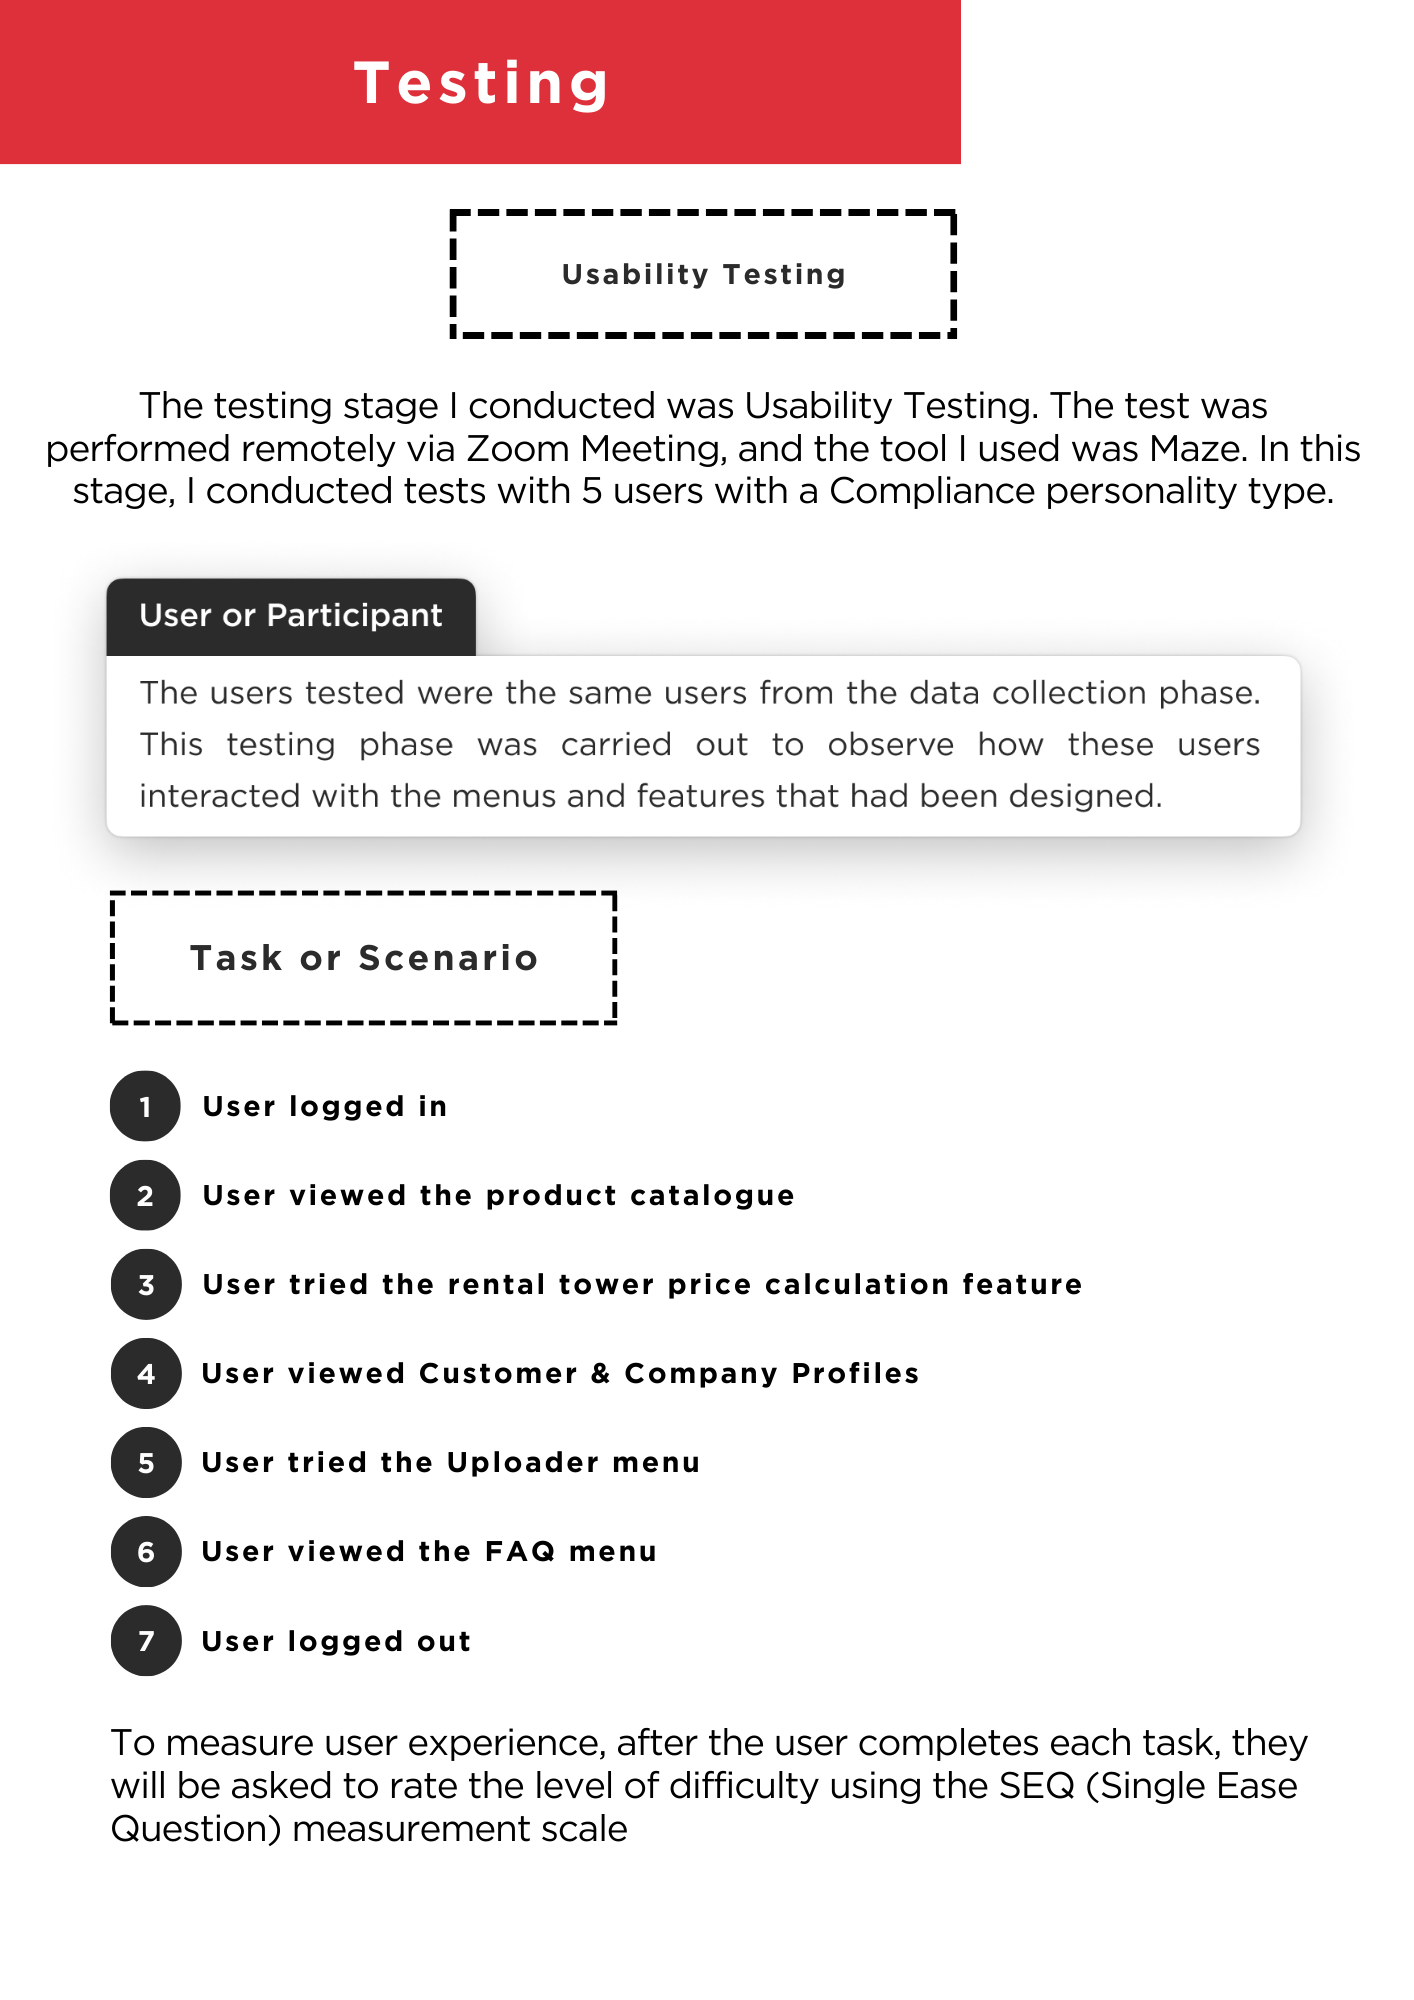 Testing
Usability Testing
The testing stage I conducted was Usability Testing. The test was
performed remotely via Zoom Meeting, and the tool I used was Maze. In this
stage, I conducted tests with 5 users with a Compliance personality type.
User or Participant
The users tested were the same users from the data collection phase.
This testing phase was carried out to observe how these users
interacted with the menus and features that had been designed.
Task or Scenario
1 User logged in
2 User viewed the product catalogue
3 User tried the rental tower price calculation feature
4 User viewed Customer & Company Profiles
5 User tried the Uploader menu
6 User viewed the FAQ menu
7 User logged out
To measure user experience, after the user completes each task, they
will be asked to rate the level of difficulty using the SEQ (Single Ease
Question) measurement scale